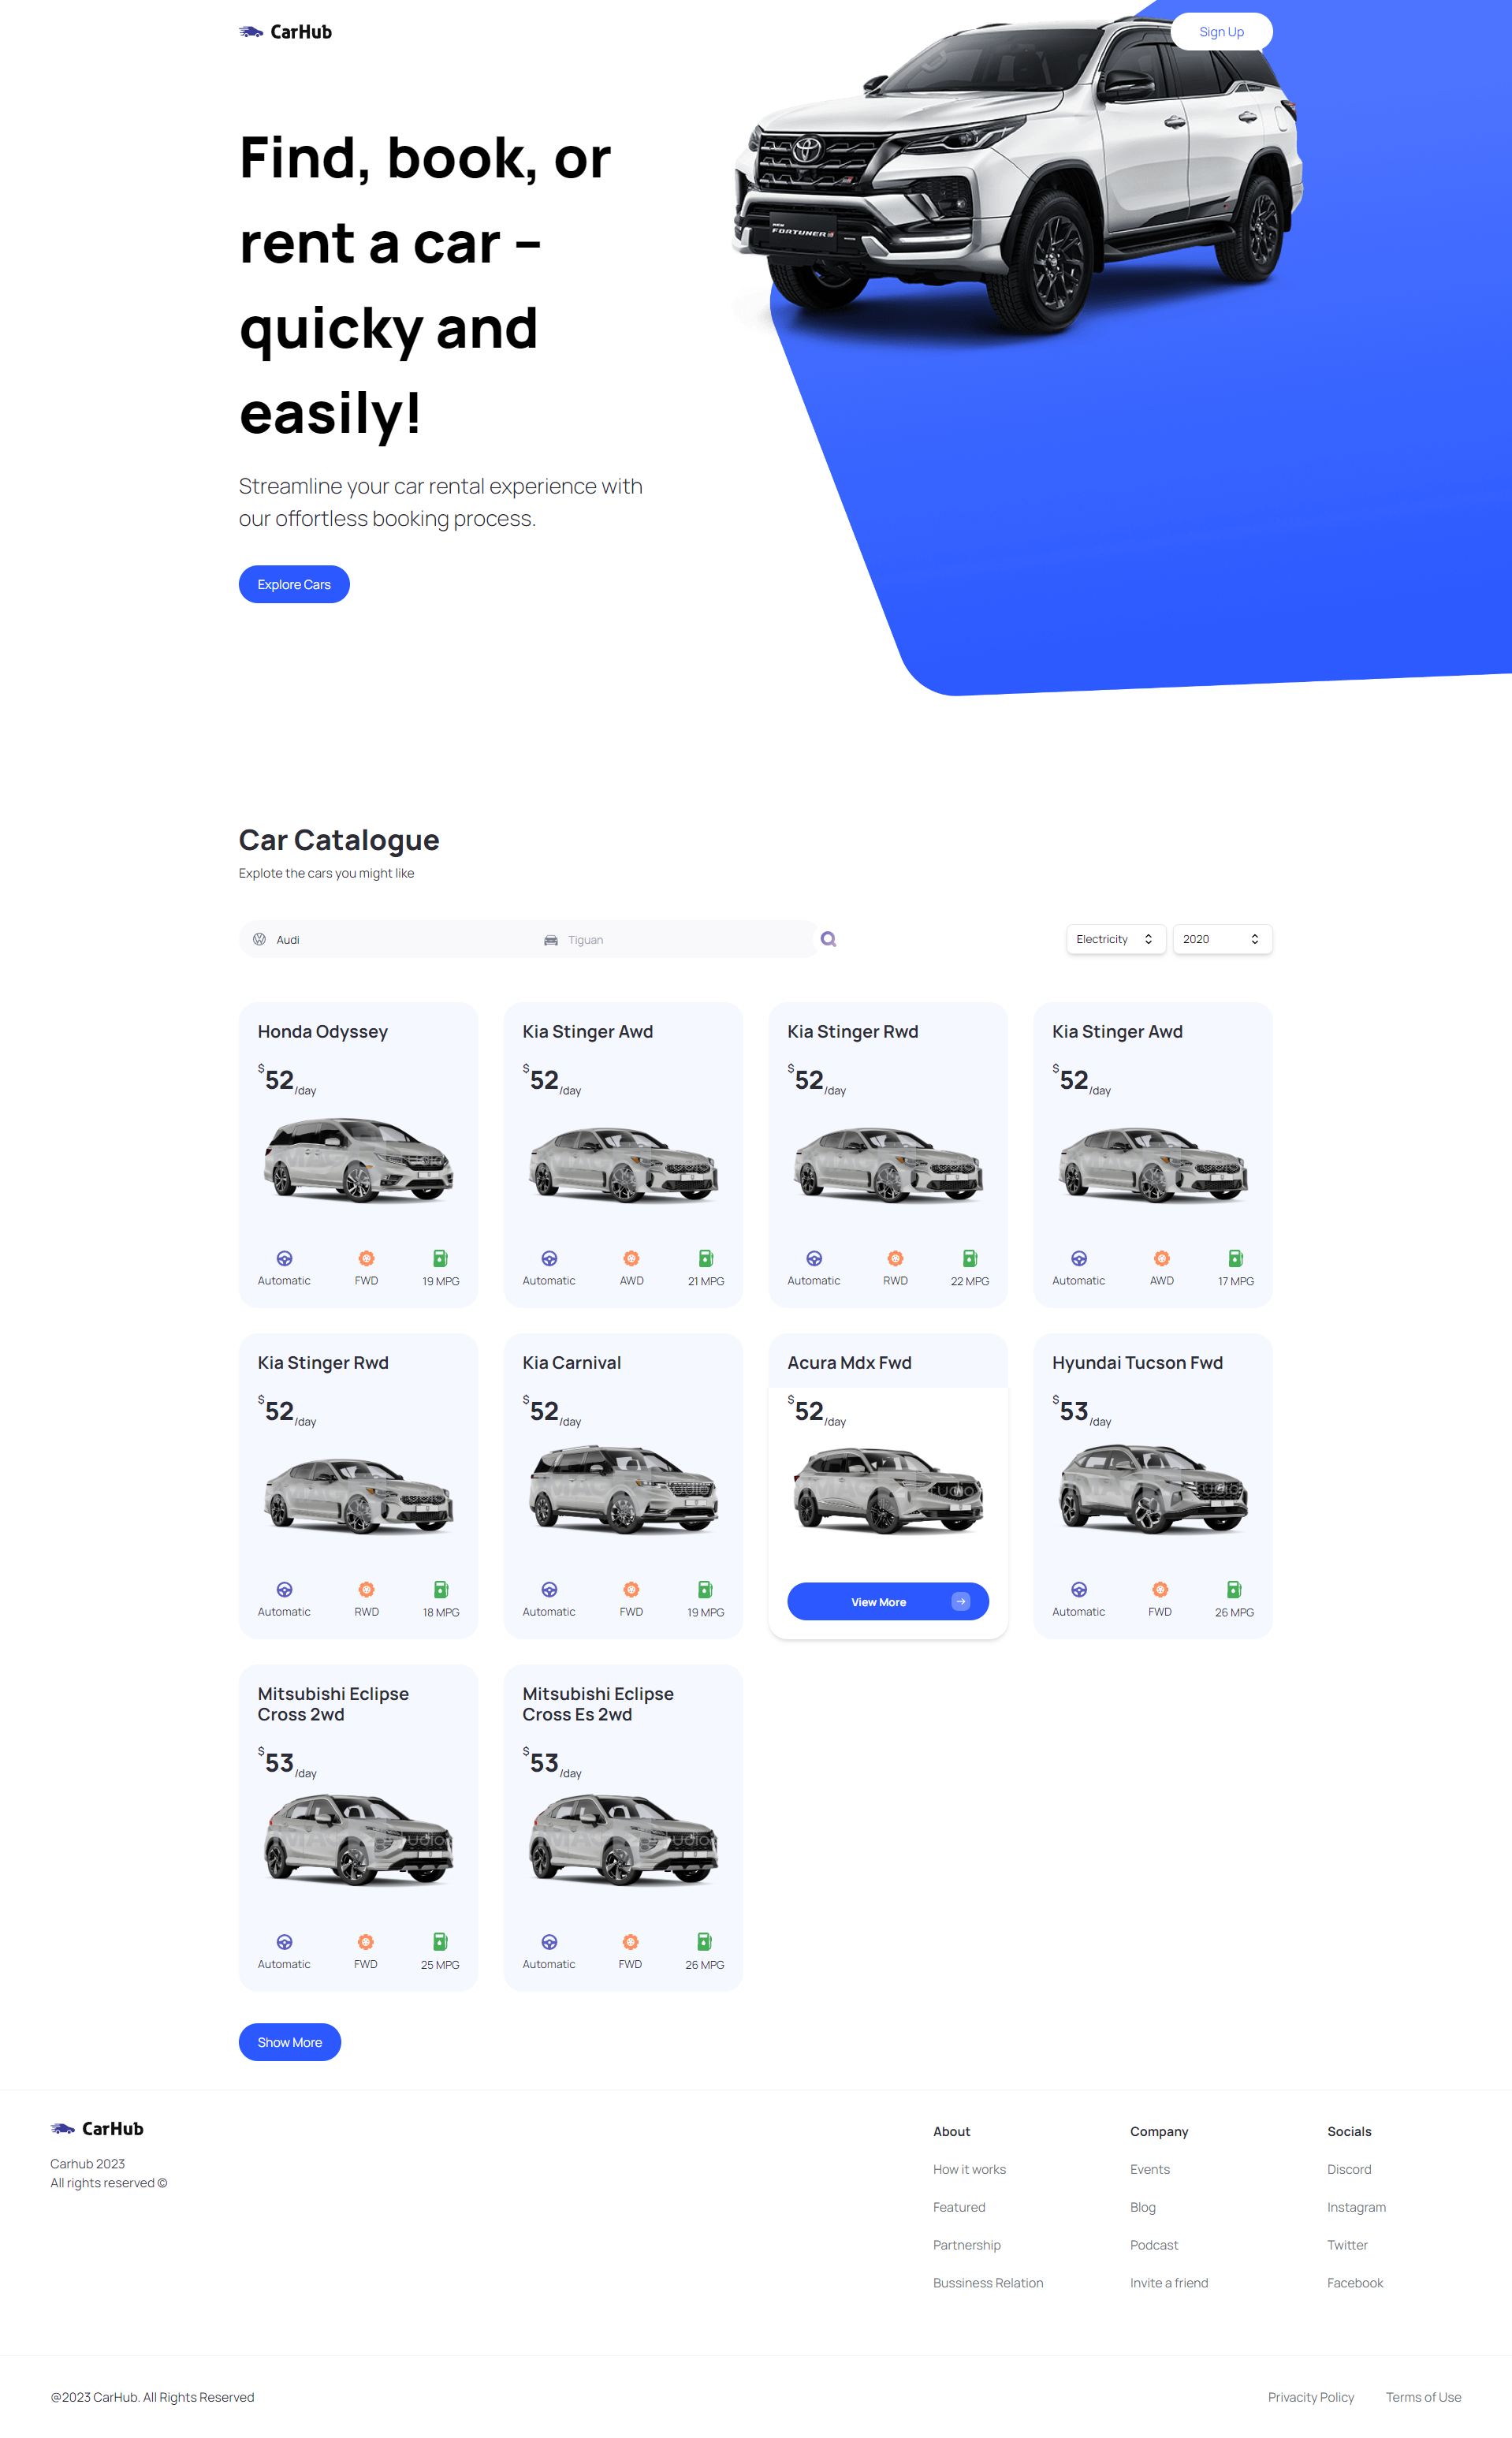 CarHub
Sign Up
Find, book, or
rent a car –
quicky and
easily!
NEW
FORTUNER
Streamline your car rental experience with
our offortless booking process.
Explore Cars
Car Catalogue
Explote the cars you might like
Audi
Tiguan
Electricity
2020
Honda Odyssey
$52/day
Automatic
FWD
19 MPG
Kia Stinger Awd
$52/day
Automatic
AWD
21 MPG
Kia Stinger Rwd
$52/day
Automatic
RWD
22 MPG
Kia Stinger Awd
$52/day
Automatic
AWD
17 MPG
Kia Stinger Rwd
$52/day
Automatic
RWD
18 MPG
Kia Carnival
$52/day
Automatic
FWD
19 MPG
Acura Mdx Fwd
$52/day
View More
Hyundai Tucson Fwd
$53/day
Automatic
FWD
26 MPG
Mitsubishi Eclipse
Cross 2wd
$53/day
Automatic
FWD
25 MPG
Mitsubishi Eclipse
Cross Es 2wd
$53/day
Automatic
FWD
26 MPG
Show More
CarHub
Carhub 2023
All rights reserved ©
About
How it works
Featured
Partnership
Bussiness Relation
Company
Events
Blog
Podcast
Invite a friend
Socials
Discord
Instagram
Twitter
Facebook
@2023 CarHub. All Rights Reserved
Privacity Policy
Terms of Use